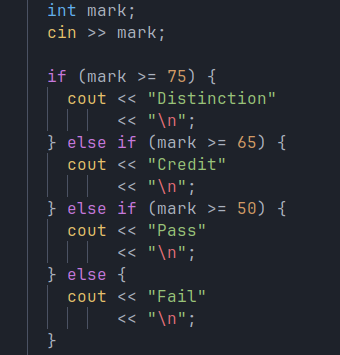 int mark;
cin >> mark;
if (mark >= 75) {
cout << "Distinction"
<< "\n";
} else if (mark >= 65) {
cout << "Credit"
<< "\n";
} else if (mark >= 50) {
cout << "Pass"
<< "\n";
} else {
cout << "Fail"
<< "\n";
}